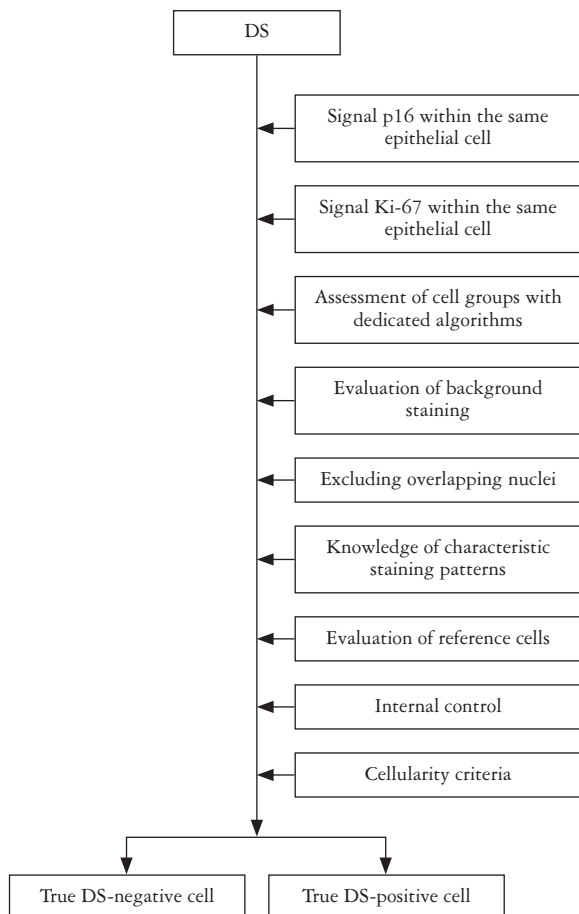 DS
Signal p16 within the same
epithelial cell
Signal Ki-67 within the same
epithelial cell
Assessment of cell groups with
dedicated algorithms
Evaluation of background
staining
Excluding overlapping nuclei
Knowledge of characteristic
staining patterns
Evaluation of reference cells
Internal control
Cellularity criteria
True DS-negative cell
True DS-positive cell